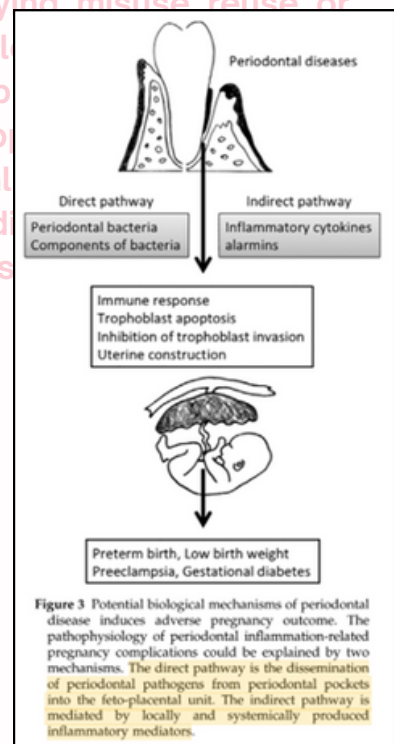 ying misuse reuse or
Periodontal diseases
Direct pathway
Periodontal bacteria
Components of bacteria
Indirect pathway
Inflammatory cytokines
alarmins
Immune response
Trophoblast apoptosis
Inhibition of trophoblast invasion
Uterine construction
Preterm birth, Low birth weight
Preeclampsia, Gestational diabetes
Figure 3 Potential biological mechanisms of periodontal
disease induces adverse pregnancy outcome. The
pathophysiology of periodontal inflammation-related
pregnancy complications could be explained by two
mechanisms. The direct pathway is the dissemination
of periodontal pathogens from periodontal pockets
into the feto-placental unit. The indirect pathway is
mediated by locally and systemically produced
inflammatory mediators.